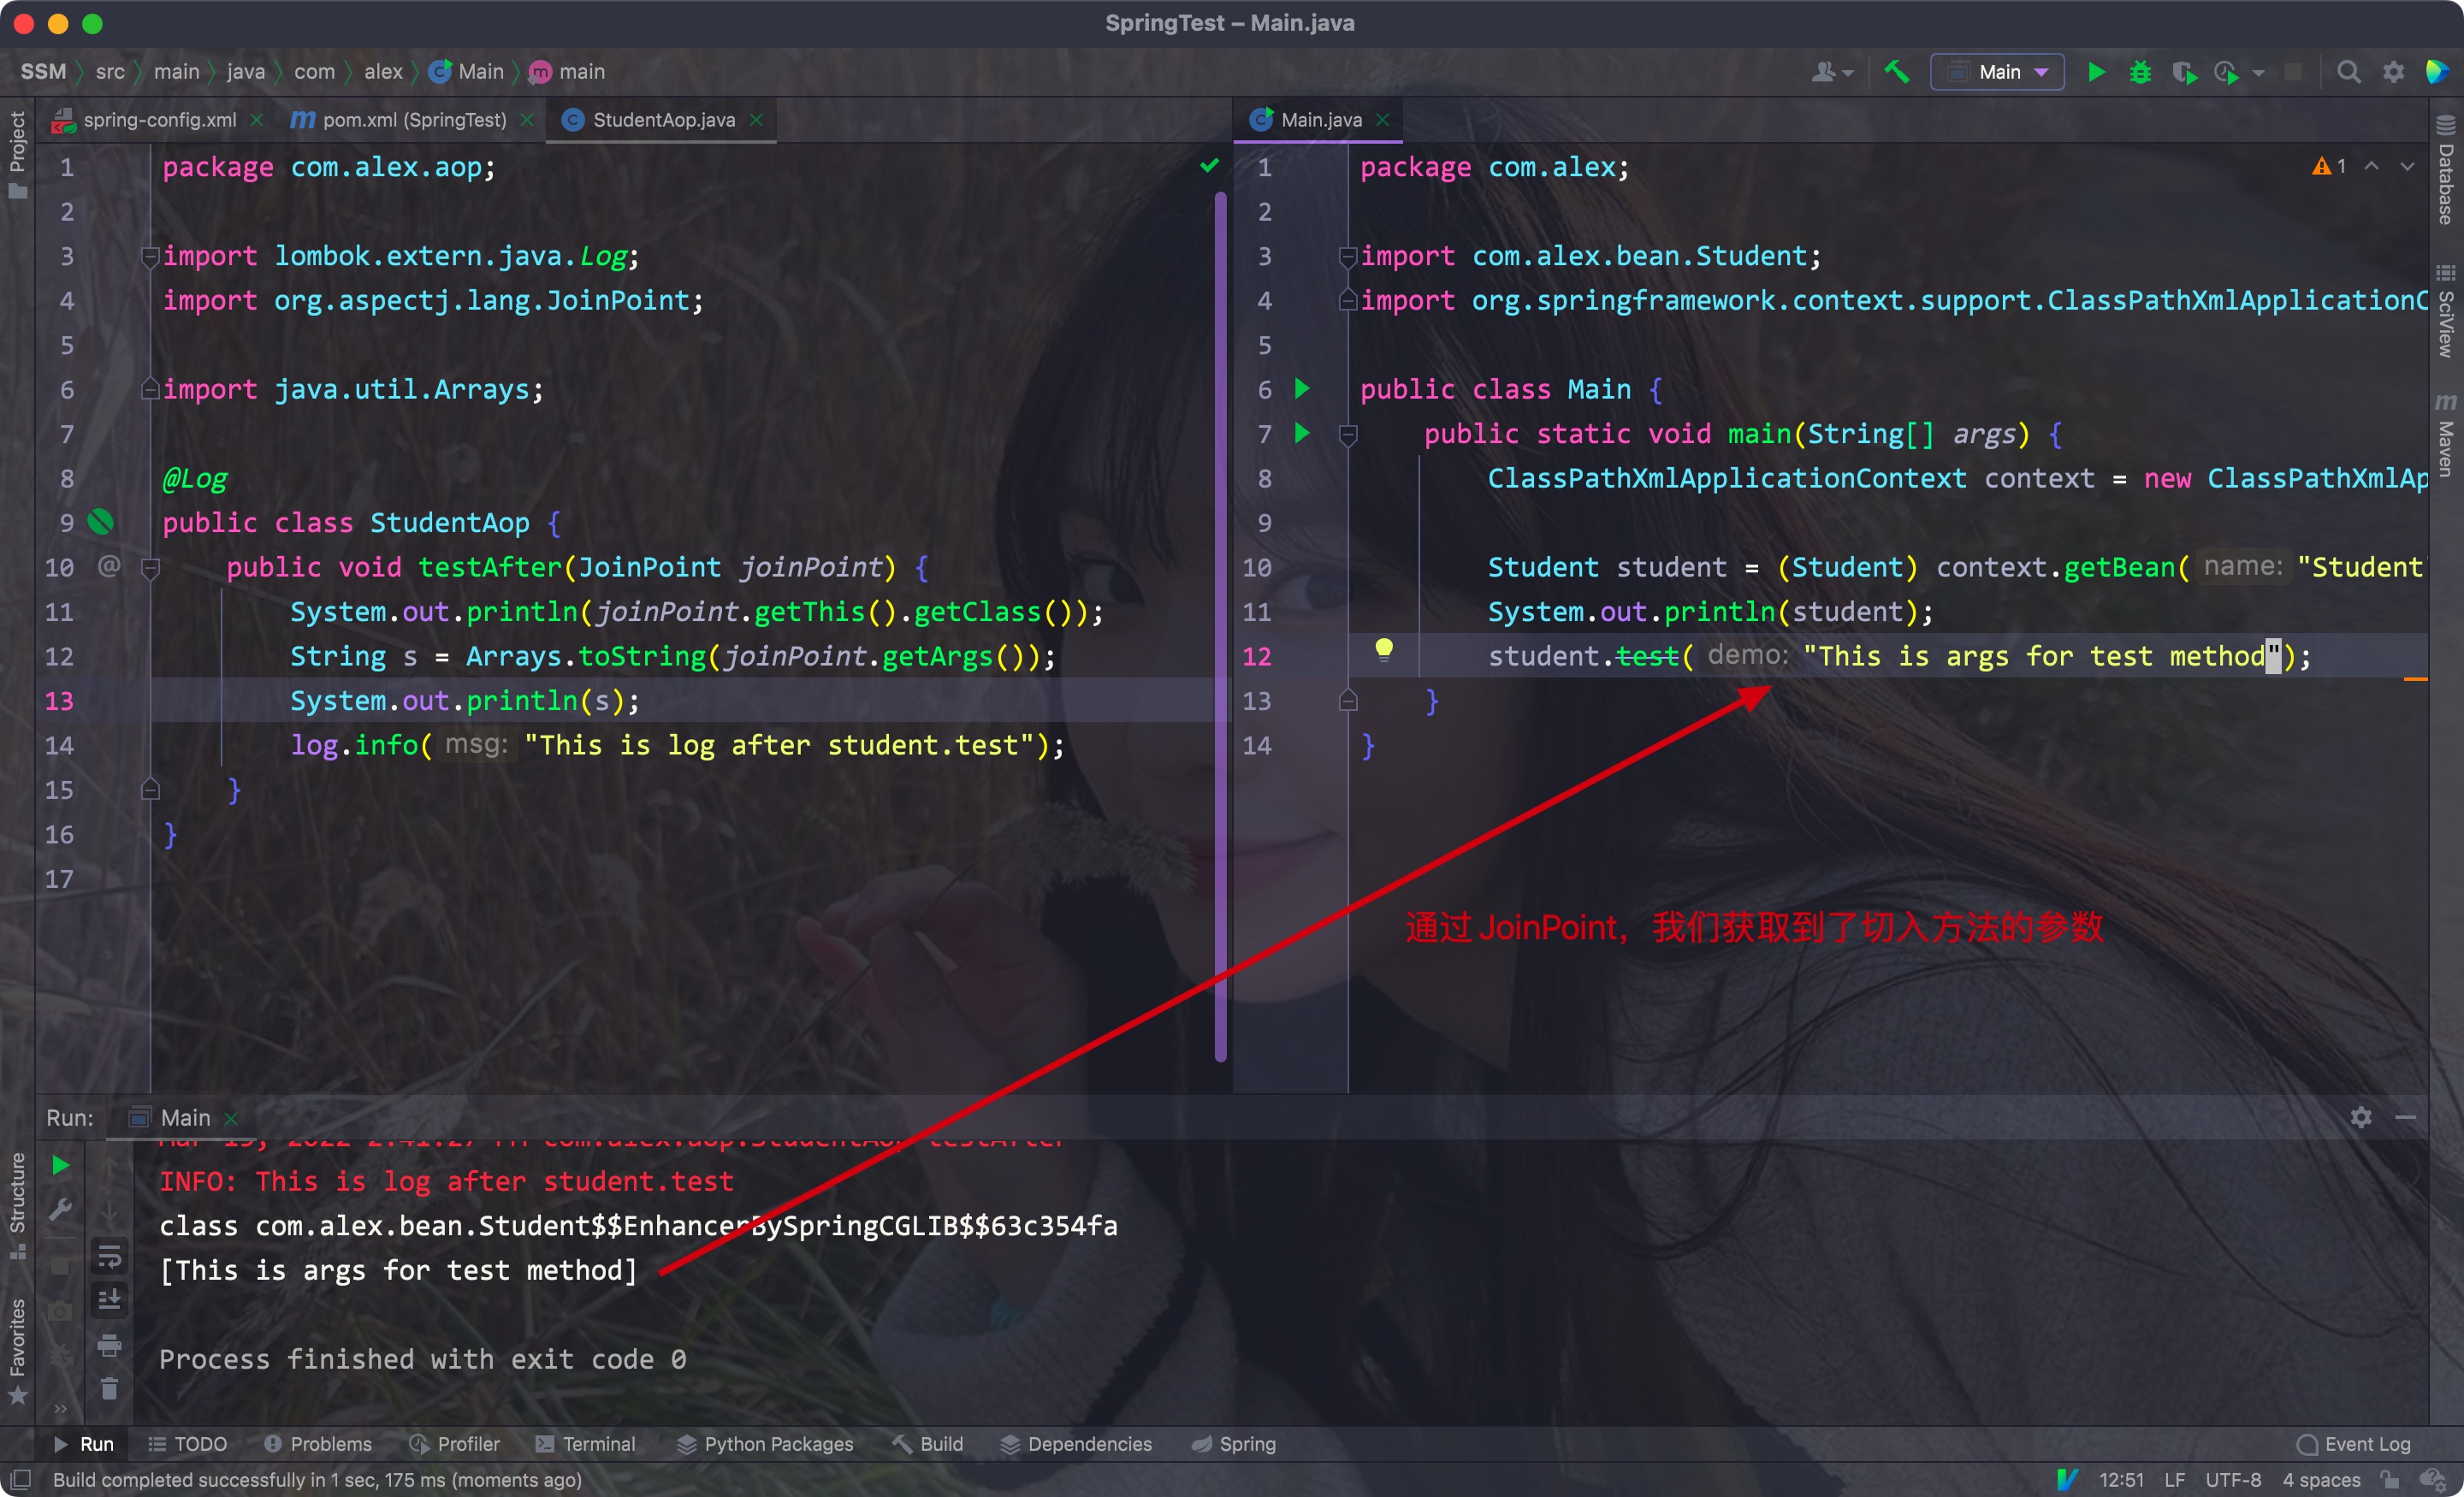 SpringTest – Main.java
SSM src main java com alex Main main
Main
Project
spring-config.xml
pom.xml (SpringTest)
StudentAop.java
1 package com.alex.aop;
2
3 import lombok.extern.java.Log;
4 import org.aspectj.lang.JoinPoint;
5
6 import java.util.Arrays;
7
8 @Log
9 public class StudentAop {
10 public void testAfter(JoinPoint joinPoint) {
11 System.out.println(joinPoint.getThis().getClass());
12 String s = Arrays.toString(joinPoint.getArgs());
13 System.out.println(s);
14 log.info( msg: "This is log after student.test");
15 }
16 }
17
Main.java
1
1 package com.alex;
2
3 import com.alex.bean.Student;
4 import org.springframework.context.support.ClassPathXmlApplicationC
5
6 public class Main {
7 public static void main(String[] args) {
8 ClassPathXmlApplicationContext context = new ClassPathXmlAp
9
10 Student student = (Student) context.getBean( name: "Student
11 System.out.println(student);
12 student.test( demo: "This is args for test method");
13 }
14 }
通过 JoinPoint，我们获取到了切入方法的参数
Database
SciView
Maven
Run: Main
Mar 15, 2022 2:41:27 PM com.alex.aop.StudentAop testAfter
INFO: This is log after student.test
class com.alex.bean.Student$$EnhancerBySpringCGLIB$$63c354fa
[This is args for test method]
Process finished with exit code 0
Structure
Favorites
Run TODO Problems Profiler Terminal Python Packages Build Dependencies Spring Event Log
Build completed successfully in 1 sec, 175 ms (moments ago)
12:51 LF UTF-8 4 spaces